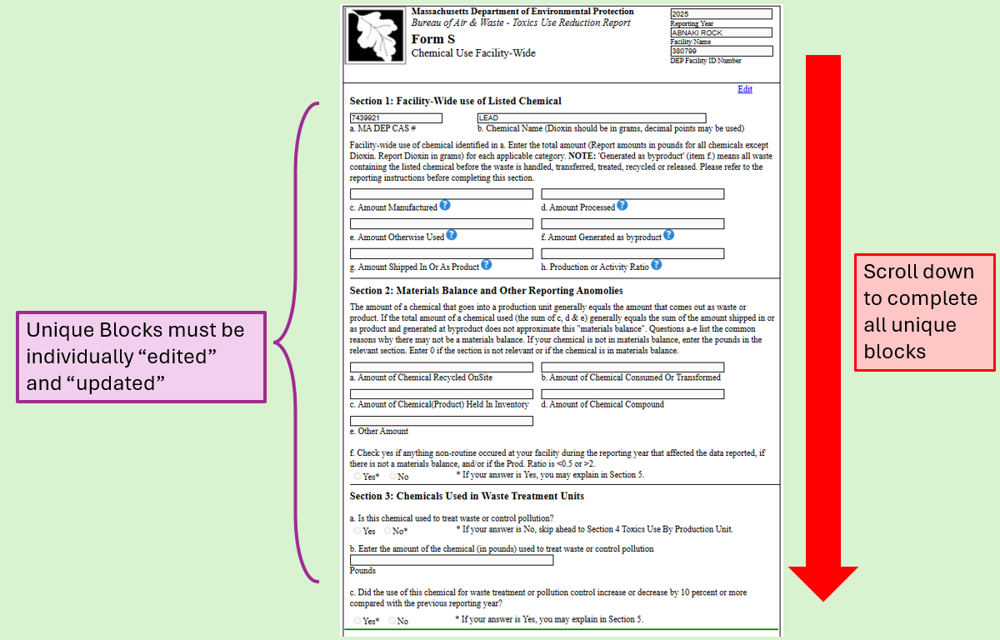 Massachusetts Department of Environmental Protection
Bureau of Air & Waste - Toxics Use Reduction Report
Form S
Chemical Use Facility-Wide
2025
Reporting Year
ABNAKI ROCK
Facility Name
380799
DEP Facility ID Number
Edit
Section 1: Facility-Wide use of Listed Chemical
7439921
LEAD
a. MA DEP CAS #
b. Chemical Name (Dioxin should be in grams, decimal points may be used)
Facility-wide use of chemical identified in a. Enter the total amount (Report amounts in pounds for all chemicals except
Dioxin. Report Dioxin in grams) for each applicable category. NOTE: 'Generated as byproduct' (item f.) means all waste
containing the listed chemical before the waste is handled, transferred, treated, recycled or released. Please refer to the
reporting instructions before completing this section.
c. Amount Manufactured ?
d. Amount Processed ?
e. Amount Otherwise Used ?
f. Amount Generated as byproduct ?
g. Amount Shipped In Or As Product ?
h. Production or Activity Ratio ?
Section 2: Materials Balance and Other Reporting Anomolies
The amount of a chemical that goes into a production unit generally equals the amount that comes out as waste or
product. If the total amount of a chemical used (the sum of c, d & e) generally equals the sum of the amount shipped in or
as product and generated at byproduct does not approximate this "materials balance". Questions a-e list the common
reasons why there may not be a materials balance. If your chemical is not in materials balance, enter the pounds in the
relevant section. Enter 0 if the section is not relevant or if the chemical is in materials balance.
a. Amount of Chemical Recycled OnSite
b. Amount of Chemical Consumed Or Transformed
c. Amount of Chemical(Product) Held In Inventory
d. Amount of Chemical Compound
e. Other Amount
f. Check yes if anything non-routine occured at your facility during the reporting year that affected the data reported, if
there is not a materials balance, and/or if the Prod. Ratio is <0.5 or >2.
Yes* No * If your answer is Yes, you may explain in Section 5.
Section 3: Chemicals Used in Waste Treatment Units
a. Is this chemical used to treat waste or control pollution?
Yes No* * If your answer is No, skip ahead to Section 4 Toxics Use By Production Unit.
b. Enter the amount of the chemical (in pounds) used to treat waste or control pollution
Pounds
c. Did the use of this chemical for waste treatment or pollution control increase or decrease by 10 percent or more
compared with the previous reporting year?
Yes* No * If your answer is Yes, you may explain in Section 5.
Unique Blocks must be
individually “edited”
and “updated”
Scroll down
to complete
all unique
blocks